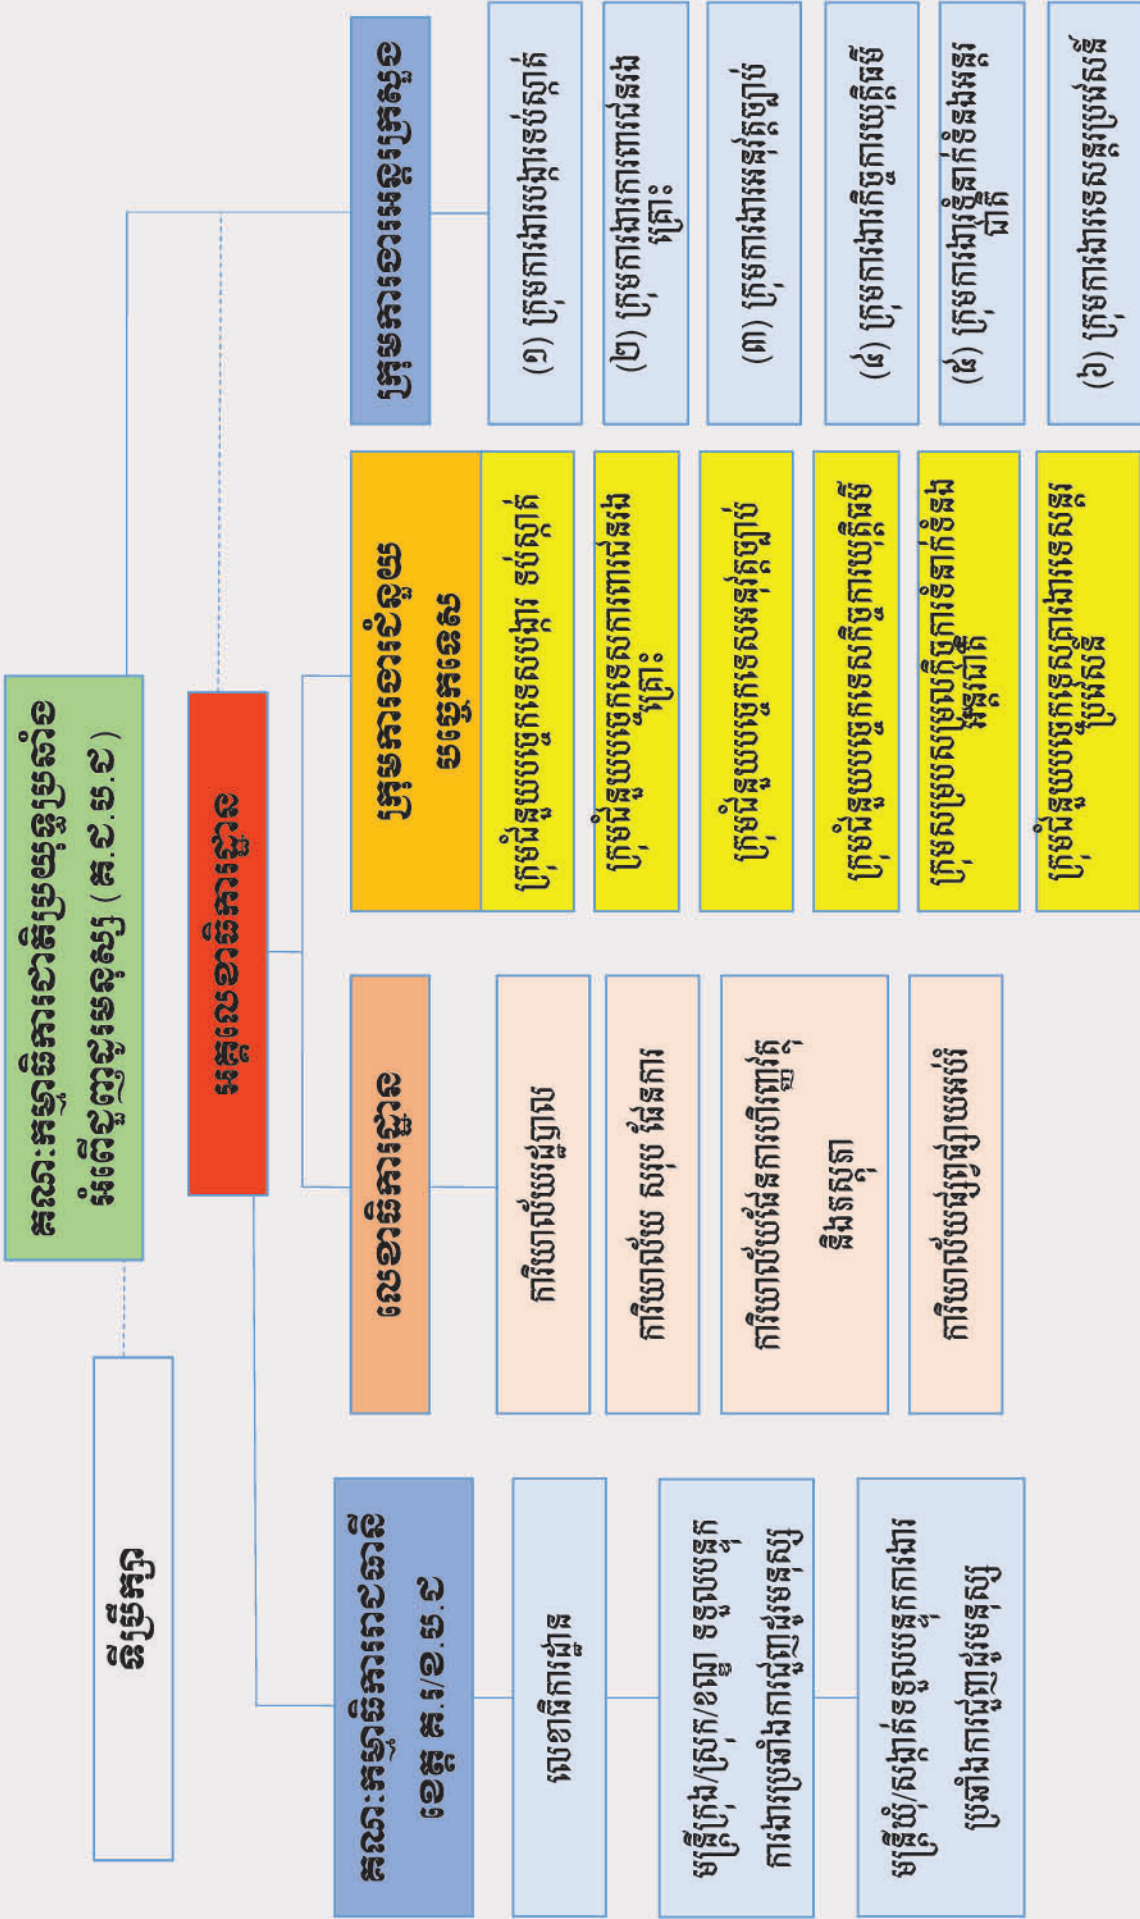 គណៈកម្មាធិការជាតិប្រយុទ្ធប្រឆាំង
អំពើជួញដូរមនុស្ស (គ.ជ.ប.ជ)
នីប្រឹក្សា
អគ្គលេខាធិការដ្ឋាន
គណៈកម្មាធិការរាជធានី
ខេត្ត គ.រ/ខ.ប.ជ
លេខាធិការដ្ឋាន
មន្ត្រីក្រុង/ស្រុក/ខណ្ឌ ទទួលបន្ទុក
ការងារប្រឆាំងការជួញដូរមនុស្ស
មន្ត្រីឃុំ/សង្កាត់ទទួលបន្ទុកការងារ
ប្រឆាំងការជួញដូរមនុស្ស
លេខាធិការដ្ឋាន
ការិយាល័យរដ្ឋបាល
ការិយាល័យ សរុប ផែនការ
ការិយាល័យផែនការហិរញ្ញវត្ថុ
និងភស្តុភា
ការិយាល័យផ្សព្វផ្សាយអប់រំ
ក្រុមការងារជំនួយ
បច្ចេកទេស
ក្រុមជំនួយបច្ចេកទេសបង្ការ ទប់ស្កាត់
ក្រុមជំនួយបច្ចេកទេសការពារជនរង
គ្រោះ
ក្រុមជំនួយបច្ចេកទេសអនុវត្តច្បាប់
ក្រុមជំនួយបច្ចេកទេសកិច្ចការយុត្តិធម៌
ក្រុមសម្របសម្រួលកិច្ចការទំនាក់ទំនង
អន្តរជាតិ
ក្រុមជំនួយបច្ចេកទេសការងារទេសន្តរ
ប្រវេសន៍
ក្រុមការងារអន្តរក្រសួង
(១) ក្រុមការងារបង្ការទប់ស្កាត់
(២) ក្រុមការងារការពារជនរង
គ្រោះ
(៣) ក្រុមការងារអនុវត្តច្បាប់
(៤) ក្រុមការងារកិច្ចការយុត្តិធម៌
(៥) ក្រុមការងារទំនាក់ទំនងអន្តរ
ជាតិ
(៦) ក្រុមការងារទេសន្តរប្រវេសន៍